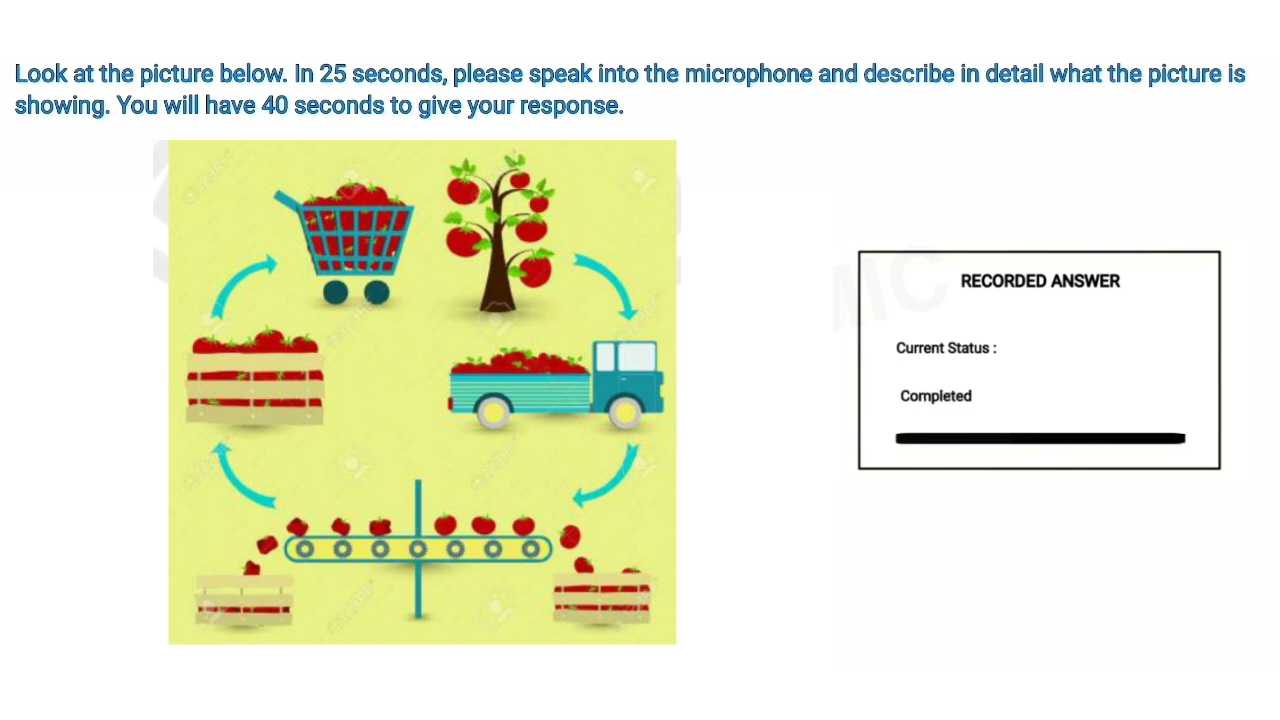 Look at the picture below. In 25 seconds, please speak into the microphone and describe in detail what the picture is
showing. You will have 40 seconds to give your response.
RECORDED ANSWER
Current Status :
Completed